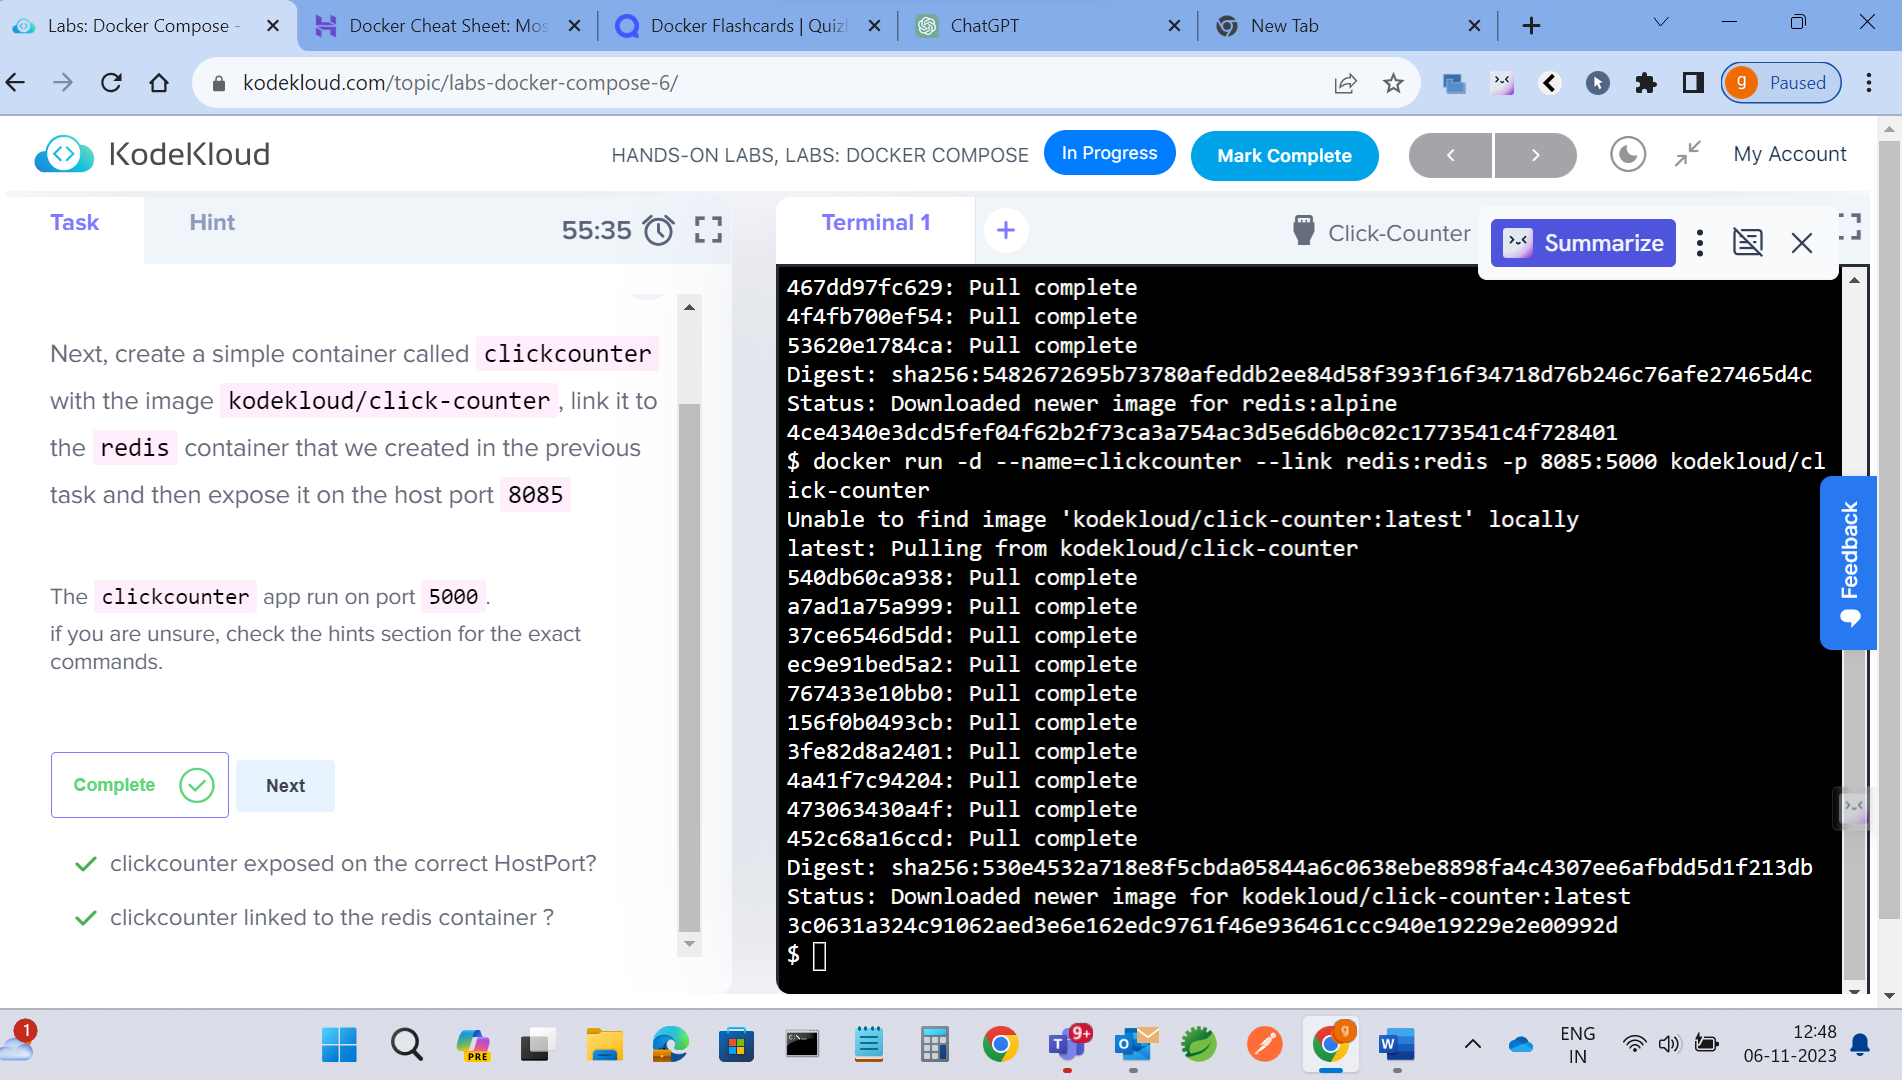 Labs: Docker Compose -
Docker Cheat Sheet: Mos
Docker Flashcards | Quiz
ChatGPT
New Tab
kodekloud.com/topic/labs-docker-compose-6/
g Paused
KodeKloud
HANDS-ON LABS, LABS: DOCKER COMPOSE
In Progress
Mark Complete
My Account
Task
Hint
55:35
Terminal 1
+
Click-Counter
Summarize
Next, create a simple container called clickcounter
with the image kodekloud/click-counter, link it to
the redis container that we created in the previous
task and then expose it on the host port 8085
The clickcounter app run on port 5000.
if you are unsure, check the hints section for the exact
commands.
Complete
Next
clickcounter exposed on the correct HostPort?
clickcounter linked to the redis container ?
467dd97fc629: Pull complete
4f4fb700ef54: Pull complete
53620e1784ca: Pull complete
Digest: sha256:5482672695b73780afeddb2ee84d58f393f16f34718d76b246c76afe27465d4c
Status: Downloaded newer image for redis:alpine
4ce4340e3dcd5fef04f62b2f73ca3a754ac3d5e6d6b0c02c1773541c4f728401
$ docker run -d --name=clickcounter --link redis:redis -p 8085:5000 kodekloud/cl
ick-counter
Unable to find image 'kodekloud/click-counter:latest' locally
latest: Pulling from kodekloud/click-counter
540db60ca938: Pull complete
a7ad1a75a999: Pull complete
37ce6546d5dd: Pull complete
ec9e91bed5a2: Pull complete
767433e10bb0: Pull complete
156f0b0493cb: Pull complete
3fe82d8a2401: Pull complete
4a41f7c94204: Pull complete
473063430a4f: Pull complete
452c68a16ccd: Pull complete
Digest: sha256:530e4532a718e8f5cbda05844a6c0638ebe8898fa4c4307ee6afbdd5d1f213db
Status: Downloaded newer image for kodekloud/click-counter:latest
3c0631a324c91062aed3e6e162edc9761f46e936461ccc940e19229e2e00992d
$
Feedback
1
PRE
9+
g
ENG
IN
12:48
06-11-2023